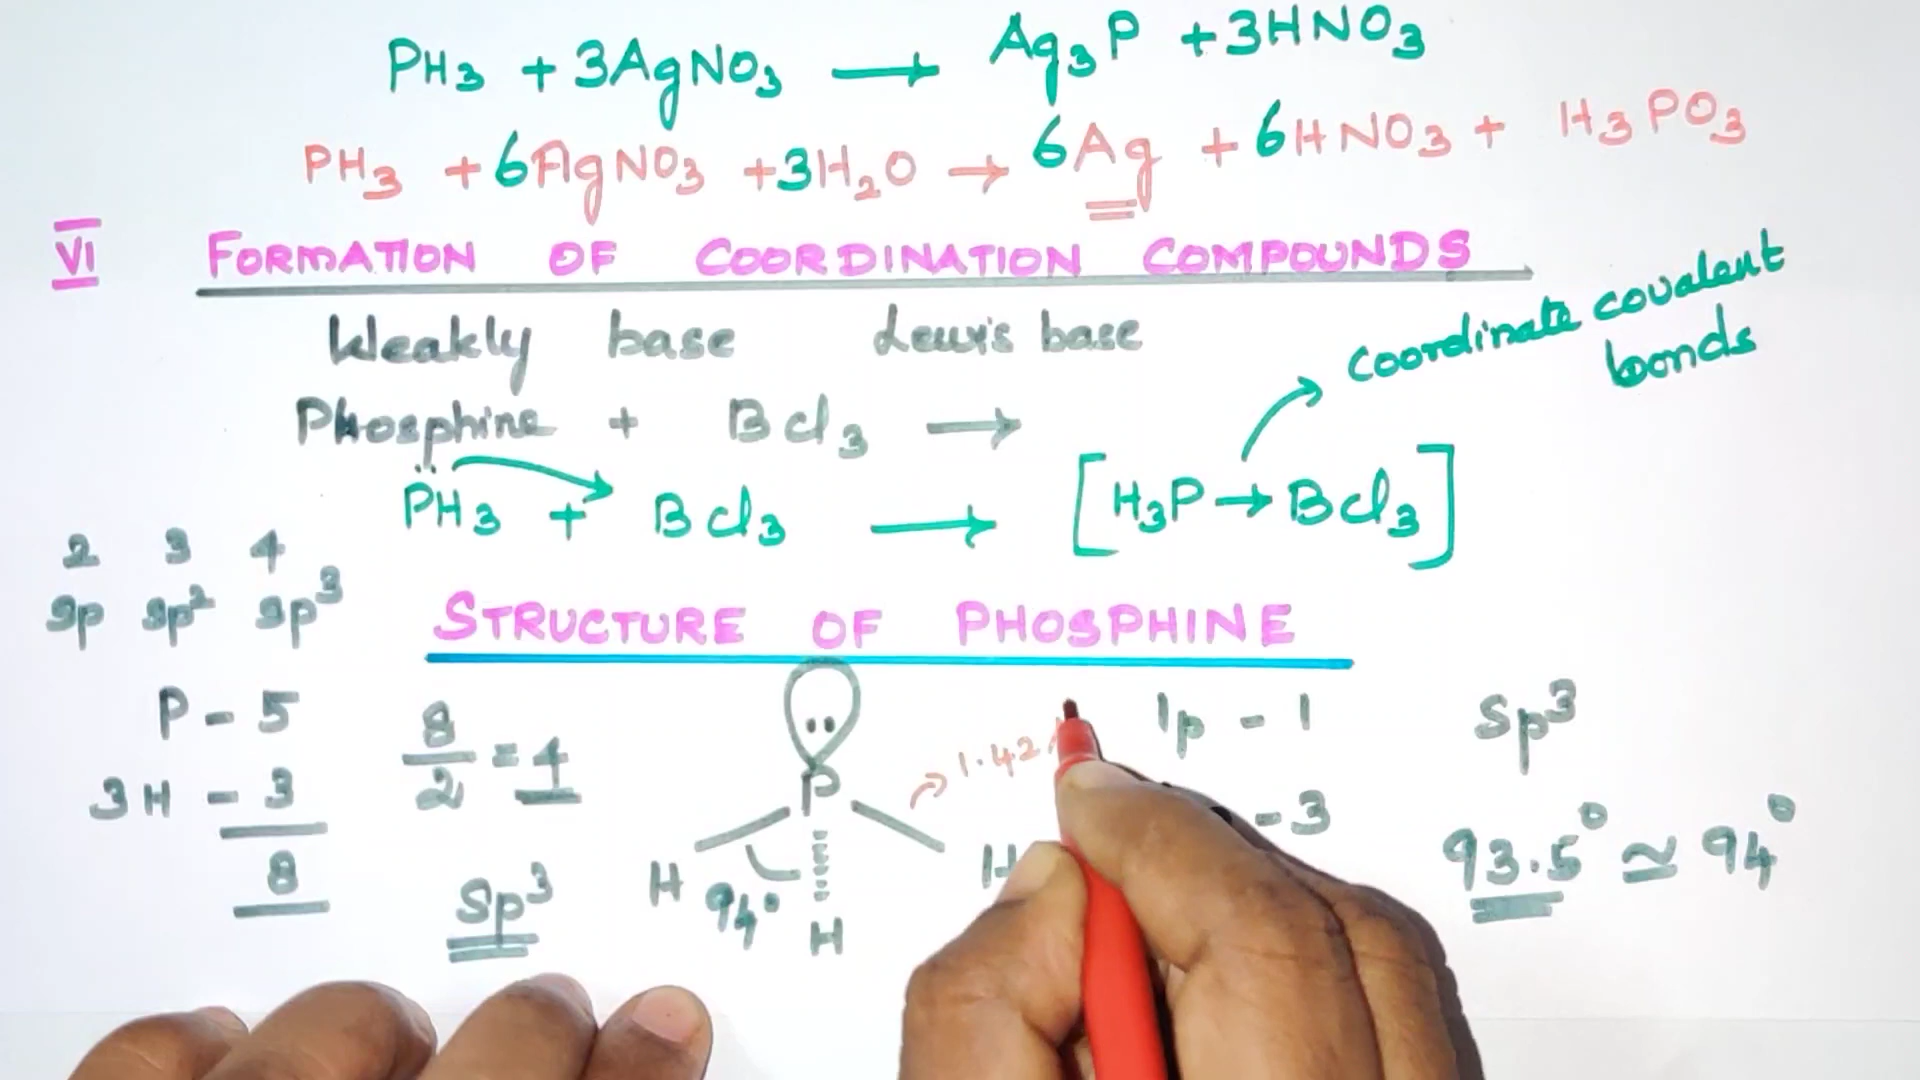 PH₃ + 3AgNO₃ → Ag₃P + 3HNO₃
PH₃ + 6AgNO₃ + 3H₂O → 6Ag + 6HNO₃ + H₃PO₃
VI FORMATION OF COORDINATION COMPOUNDS
Weakly base Lewis base
Coordinate covalent
bonds
Phosphine + BCl₃ →
PH₃ + BCl₃ → [H₃P → BCl₃]
2 3 4
sp sp² sp³
STRUCTURE OF PHOSPHINE
P - 5
3H - 3
8
8/2 = 4
sp³
P
H
H
H
94°
1.42
lp - 1
- 3
sp³
93.5° ≃ 94°